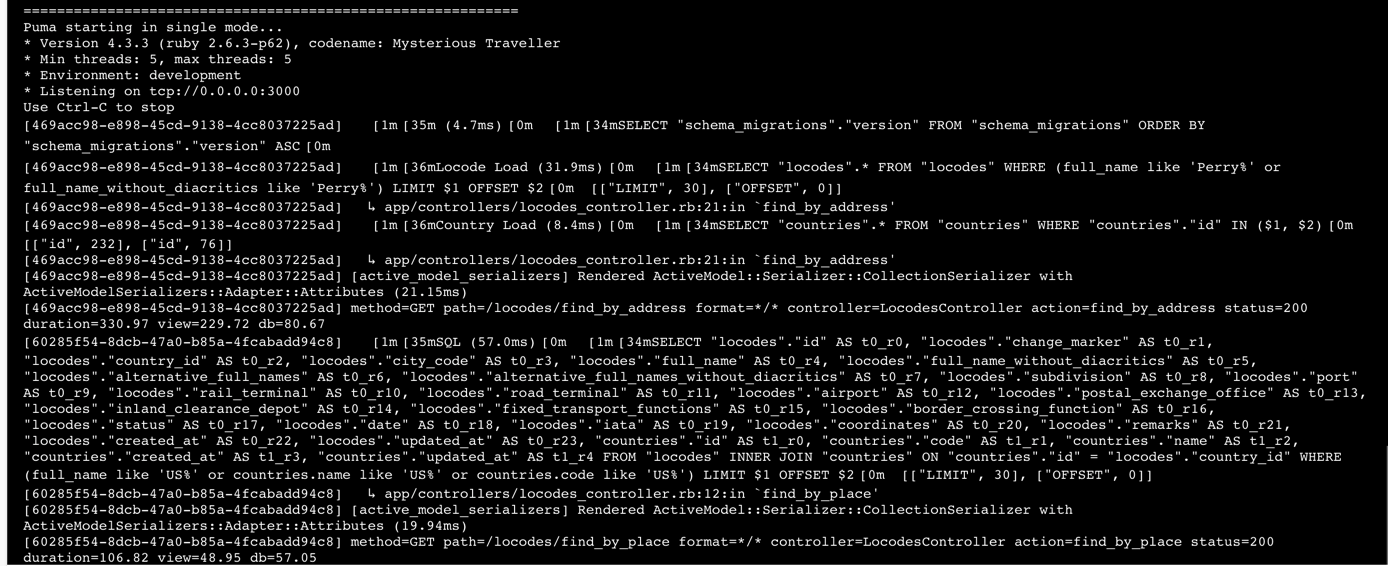 ===========================================================
Puma starting in single mode...
* Version 4.3.3 (ruby 2.6.3-p62), codename: Mysterious Traveller
* Min threads: 5, max threads: 5
* Environment: development
* Listening on tcp://0.0.0.0:3000
Use Ctrl-C to stop
[469acc98-e898-45cd-9138-4cc8037225ad]   [1m[35m (4.7ms)[0m  [1m[34mSELECT "schema_migrations"."version" FROM "schema_migrations" ORDER BY
"schema_migrations"."version" ASC[0m
[469acc98-e898-45cd-9138-4cc8037225ad]   [1m[36mLocode Load (31.9ms)[0m  [1m[34mSELECT "locodes".* FROM "locodes" WHERE (full_name like 'Perry%' or
full_name_without_diacritics like 'Perry%') LIMIT $1 OFFSET $2[0m  [["LIMIT", 30], ["OFFSET", 0]]
[469acc98-e898-45cd-9138-4cc8037225ad]   ↳ app/controllers/locodes_controller.rb:21:in `find_by_address'
[469acc98-e898-45cd-9138-4cc8037225ad]   [1m[36mCountry Load (8.4ms)[0m  [1m[34mSELECT "countries".* FROM "countries" WHERE "countries"."id" IN ($1, $2)[0m
[["id", 232], ["id", 76]]
[469acc98-e898-45cd-9138-4cc8037225ad]   ↳ app/controllers/locodes_controller.rb:21:in `find_by_address'
[469acc98-e898-45cd-9138-4cc8037225ad] [active_model_serializers] Rendered ActiveModel::Serializer::CollectionSerializer with
ActiveModelSerializers::Adapter::Attributes (21.15ms)
[469acc98-e898-45cd-9138-4cc8037225ad] method=GET path=/locodes/find_by_address format=*/* controller=LocodesController action=find_by_address status=200
duration=330.97 view=229.72 db=80.67
[60285f54-8dcb-47a0-b85a-4fcabadd94c8]   [1m[35mSQL (57.0ms)[0m  [1m[34mSELECT "locodes"."id" AS t0_r0, "locodes"."change_marker" AS t0_r1,
"locodes"."country_id" AS t0_r2, "locodes"."city_code" AS t0_r3, "locodes"."full_name" AS t0_r4, "locodes"."full_name_without_diacritics" AS t0_r5,
"locodes"."alternative_full_names" AS t0_r6, "locodes"."alternative_full_names_without_diacritics" AS t0_r7, "locodes"."subdivision" AS t0_r8, "locodes"."port"
AS t0_r9, "locodes"."rail_terminal" AS t0_r10, "locodes"."road_terminal" AS t0_r11, "locodes"."airport" AS t0_r12, "locodes"."postal_exchange_office" AS t0_r13,
"locodes"."inland_clearance_depot" AS t0_r14, "locodes"."fixed_transport_functions" AS t0_r15, "locodes"."border_crossing_function" AS t0_r16,
"locodes"."status" AS t0_r17, "locodes"."date" AS t0_r18, "locodes"."iata" AS t0_r19, "locodes"."coordinates" AS t0_r20, "locodes"."remarks" AS t0_r21,
"locodes"."created_at" AS t0_r22, "locodes"."updated_at" AS t0_r23, "countries"."id" AS t1_r0, "countries"."code" AS t1_r1, "countries"."name" AS t1_r2,
"countries"."created_at" AS t1_r3, "countries"."updated_at" AS t1_r4 FROM "locodes" INNER JOIN "countries" ON "countries"."id" = "locodes"."country_id" WHERE
(full_name like 'US%' or countries.name like 'US%' or countries.code like 'US%') LIMIT $1 OFFSET $2[0m  [["LIMIT", 30], ["OFFSET", 0]]
[60285f54-8dcb-47a0-b85a-4fcabadd94c8]   ↳ app/controllers/locodes_controller.rb:12:in `find_by_place'
[60285f54-8dcb-47a0-b85a-4fcabadd94c8] [active_model_serializers] Rendered ActiveModel::Serializer::CollectionSerializer with
ActiveModelSerializers::Adapter::Attributes (19.94ms)
[60285f54-8dcb-47a0-b85a-4fcabadd94c8] method=GET path=/locodes/find_by_place format=*/* controller=LocodesController action=find_by_place status=200
duration=106.82 view=48.95 db=57.05